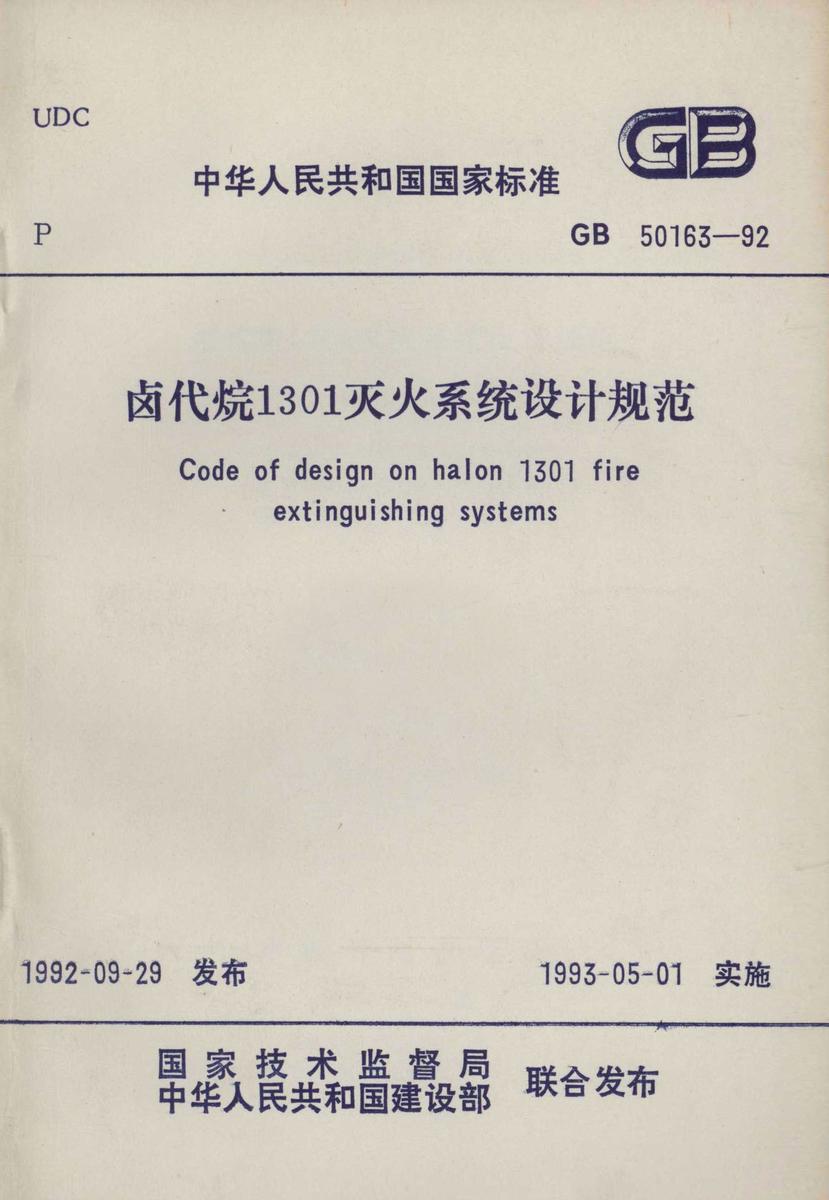 UDC
GB
中华人民共和国国家标准
P
GB 50163—92
卤代烷1301灭火系统设计规范
Code of design on halon 1301 fire
extinguishing systems
1992-09-29 发布
1993-05-01 实施
国家技术监督局
中华人民共和国建设部
联合发布